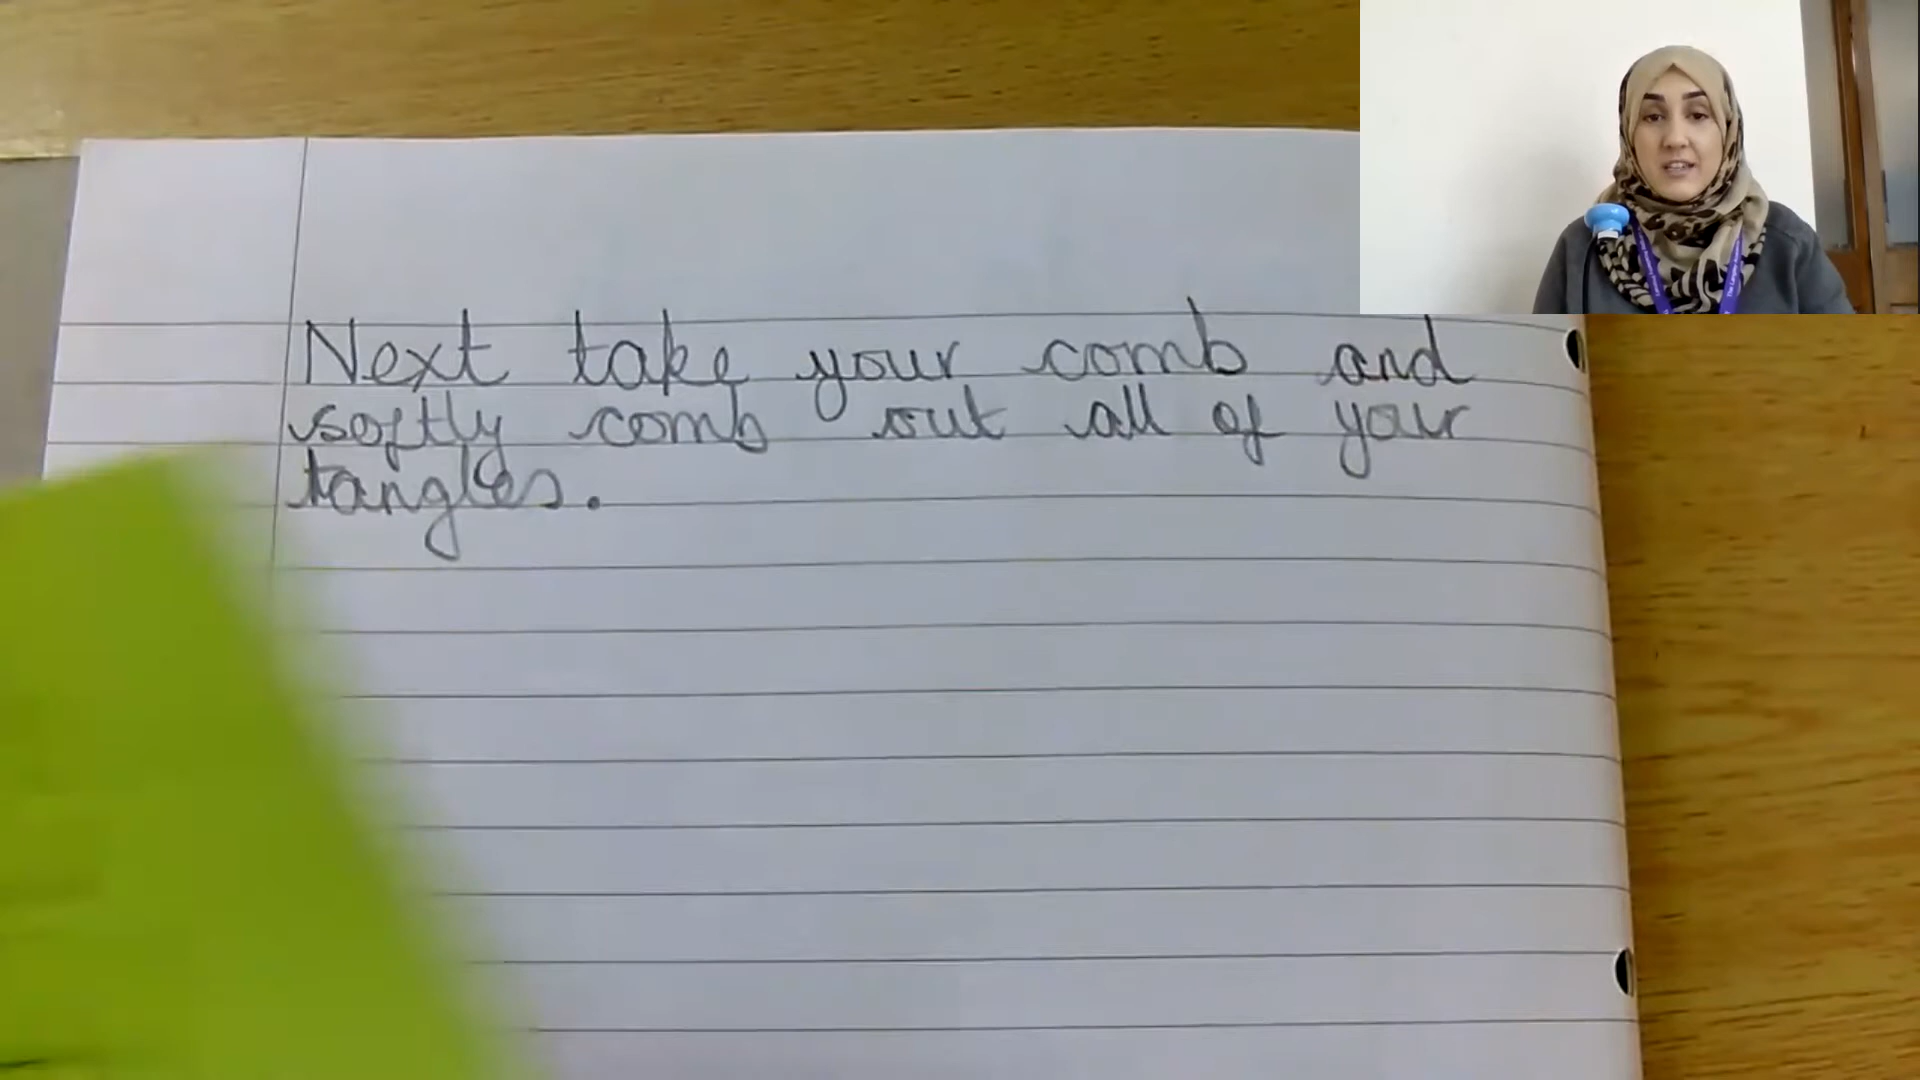 Next take your comb and
softly comb out all of your
tangles.